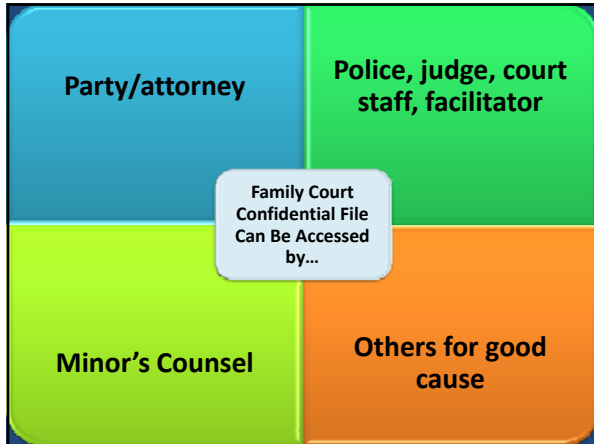 Party/attorney
Police, judge, court
staff, facilitator
Family Court
Confidential File
Can Be Accessed
by…
Minor’s Counsel
Others for good
cause